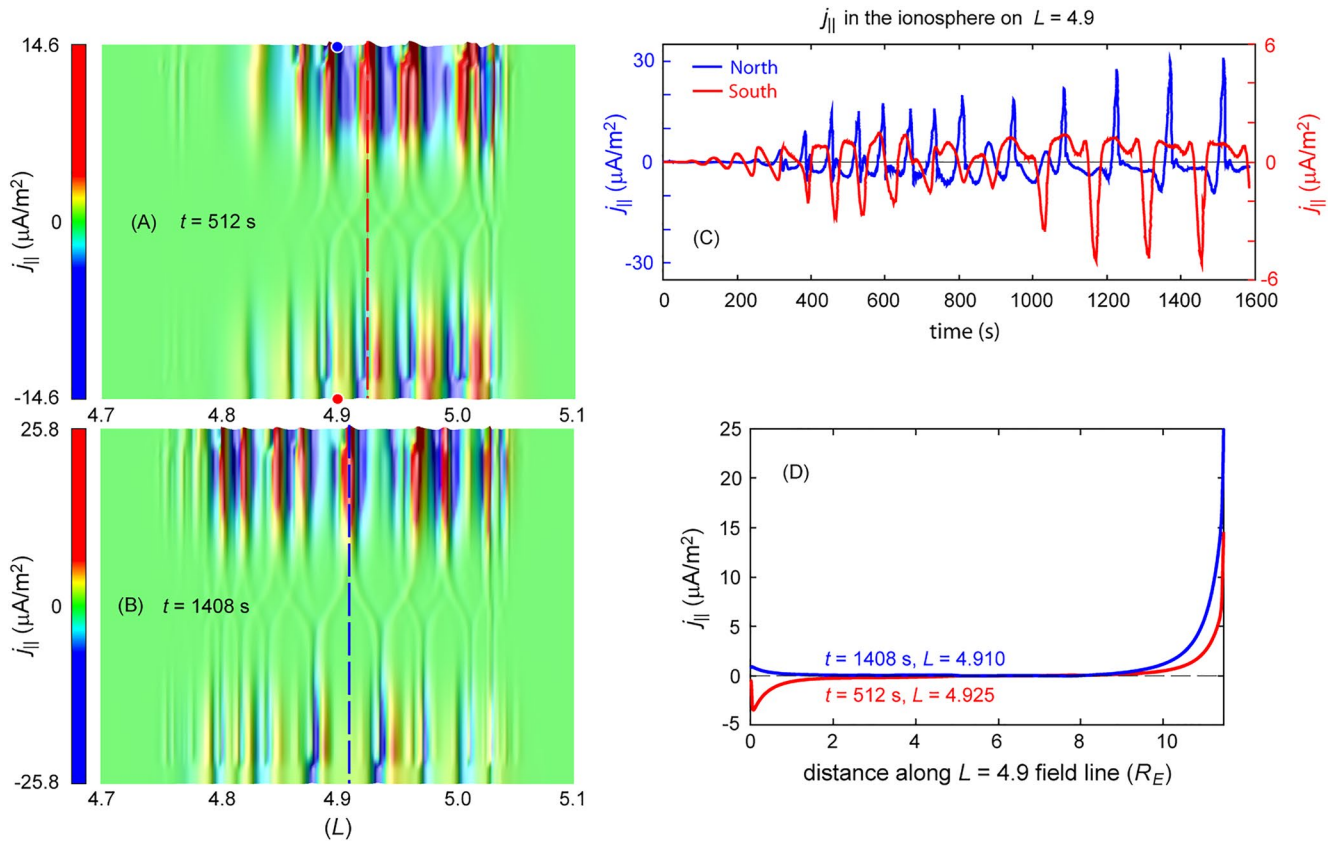 j|| in the ionosphere on L = 4.9
14.6
0
-14.6
j|| (μA/m²)
(A) t = 512 s
4.7 4.8 4.9 5.0 5.1
25.8
0
-25.8
j|| (μA/m²)
(B) t = 1408 s
4.7 4.8 4.9 5.0 5.1
(L)
30
0
-30
j|| (μA/m²)
North
South
(C)
6
0
-6
j|| (μA/m²)
0 200 400 600 800 1000 1200 1400 1600
time (s)
25
20
15
10
5
0
-5
j|| (μA/m²)
(D)
t = 1408 s, L = 4.910
t = 512 s, L = 4.925
0 2 4 6 8 10
distance along L = 4.9 field line (RE)